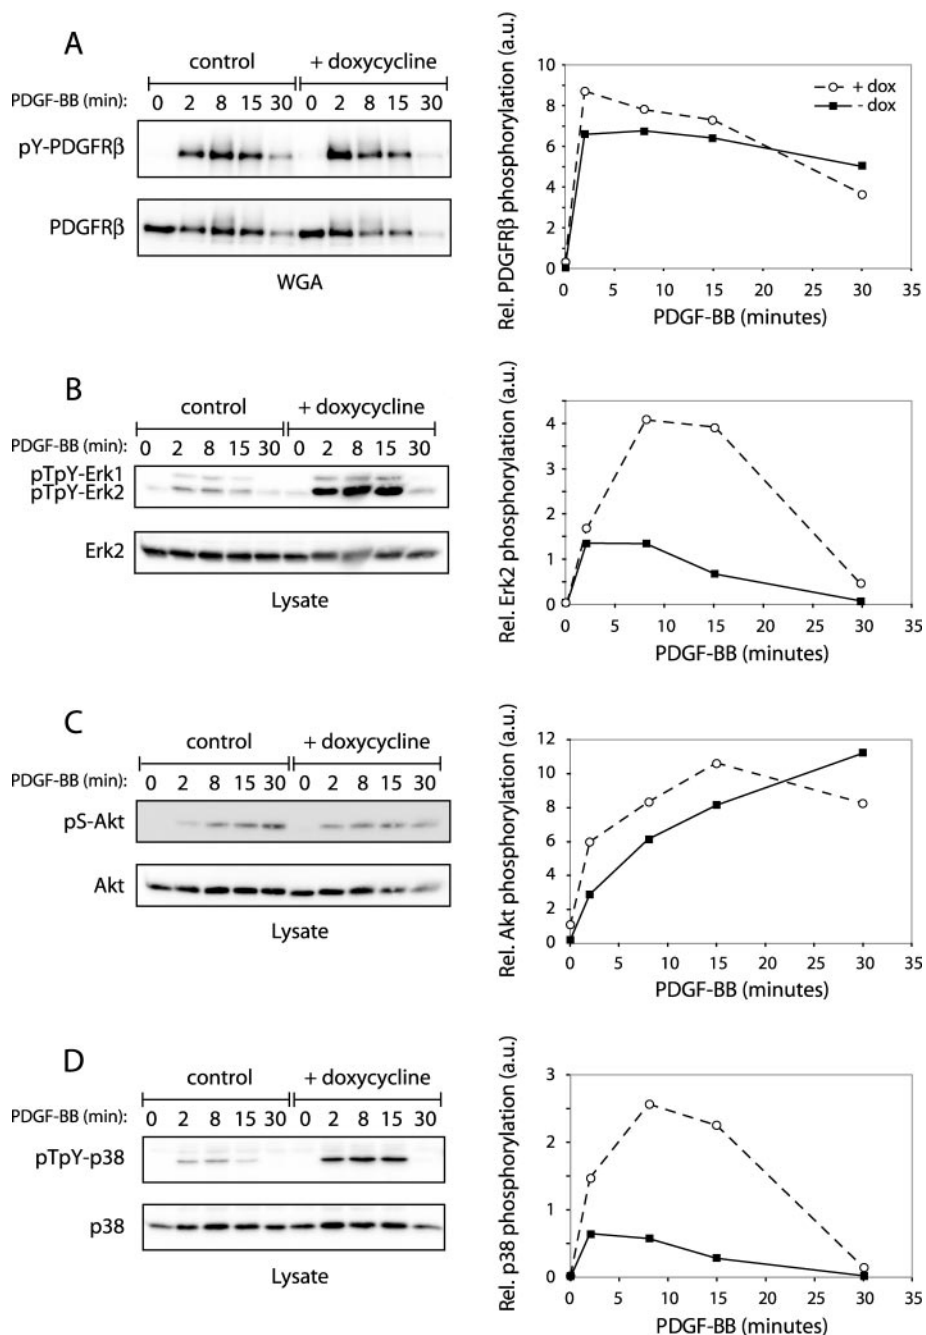 A
control + doxycycline
PDGF-BB (min): 0 2 8 15 30 0 2 8 15 30
pY-PDGFRβ
PDGFRβ
WGA
Rel. PDGFRβ phosphorylation (a.u.)
10
8
6
4
2
0
0 5 10 15 20 25 30 35
PDGF-BB (minutes)
+ dox
- dox
B
control + doxycycline
PDGF-BB (min): 0 2 8 15 30 0 2 8 15 30
pTpY-Erk1
pTpY-Erk2
Erk2
Lysate
Rel. Erk2 phosphorylation (a.u.)
4
3
2
1
0
0 5 10 15 20 25 30 35
PDGF-BB (minutes)
C
control + doxycycline
PDGF-BB (min): 0 2 8 15 30 0 2 8 15 30
pS-Akt
Akt
Lysate
Rel. Akt phosphorylation (a.u.)
12
10
8
6
4
2
0
0 5 10 15 20 25 30 35
PDGF-BB (minutes)
D
control + doxycycline
PDGF-BB (min): 0 2 8 15 30 0 2 8 15 30
pTpY-p38
p38
Lysate
Rel. p38 phosphorylation (a.u.)
3
2
1
0
0 5 10 15 20 25 30 35
PDGF-BB (minutes)